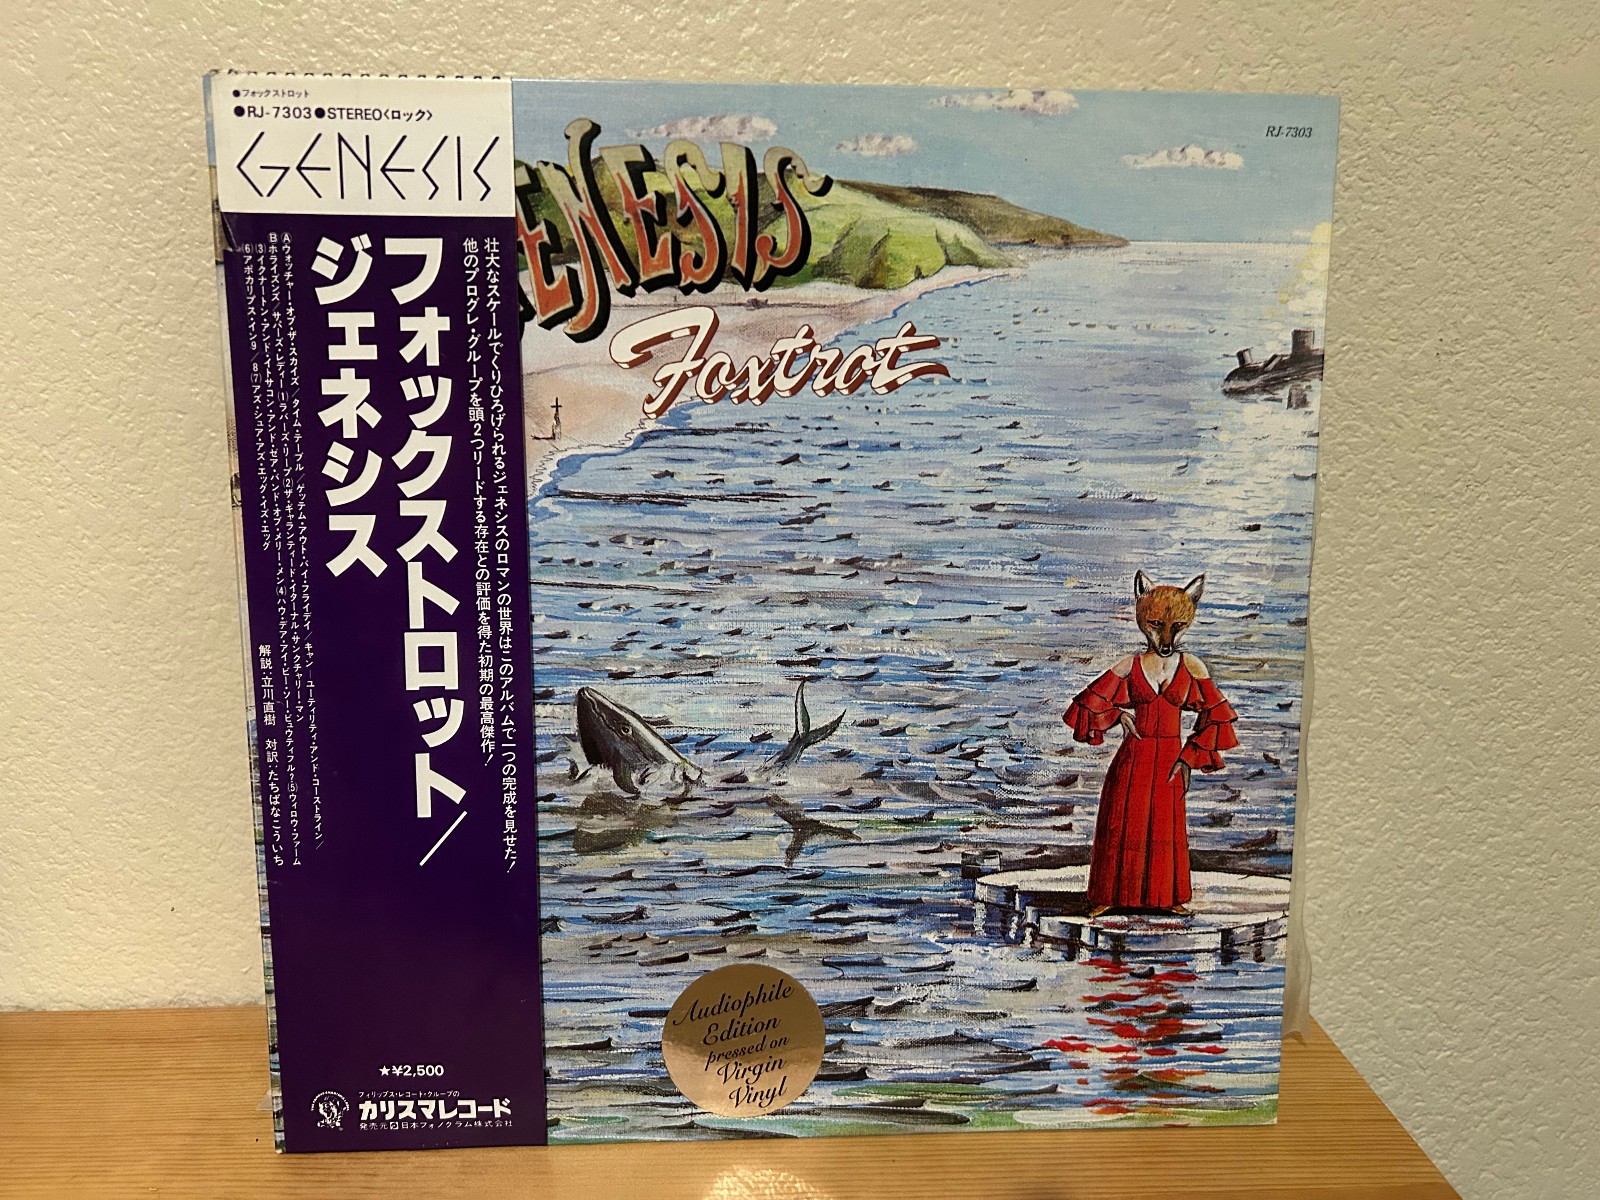 ●フォックストロット
●RJ-7303●STEREO〈ロック〉
GENESIS
壮大なスケールでくりひろげられるジェネシスのロマンの世界はこのアルバムで一つの完成を見せた!
他のプログレ・グループを頭2つリードする存在との評価を得た初期の最高傑作!
フォックストロット/
ジェネシス
Ⓐウォッチャー・オブ・ザ・スカイズ/タイム・テーブル/ゲッテム・アウト・バイ・フライデイ/キャン―ユーティリティ・アンド・コーストライン/
Ⓑホライズンズ/サパーズ・レディー(1)ラバーズ・リープ(2)ザ・ギャランティード・イターナル・サンクチャリー・マン
(3)イクナートン・アンド・イトサコン・アンド・ゼア・バンド・オブ・メリー・メン(4)ハウ・デア・アイ・ビー・ソー・ビュウティフル?(5)ウィロウ・ファーム
(6)アポカリプス・イン9/8(7)アズ・シュア・アズ・エッグ・イズ・エッグ
解説・立川直樹 対訳:たちばなこういち
★¥2,500
フィリップス・レコード・グループの
カリスマレコード
発売元 日本フォノグラム株式会社
RJ-7303
GENESIS
Foxtrot
Audiophile
Edition
pressed on
Virgin
Vinyl